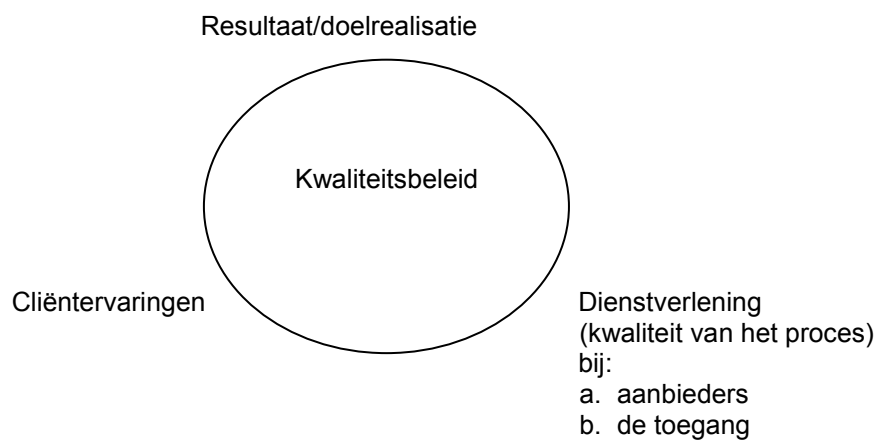 Resultaat/doelrealisatie
Kwaliteitsbeleid
Cliëntervaringen
Dienstverlening
(kwaliteit van het proces)
bij:
a. aanbieders
b. de toegang